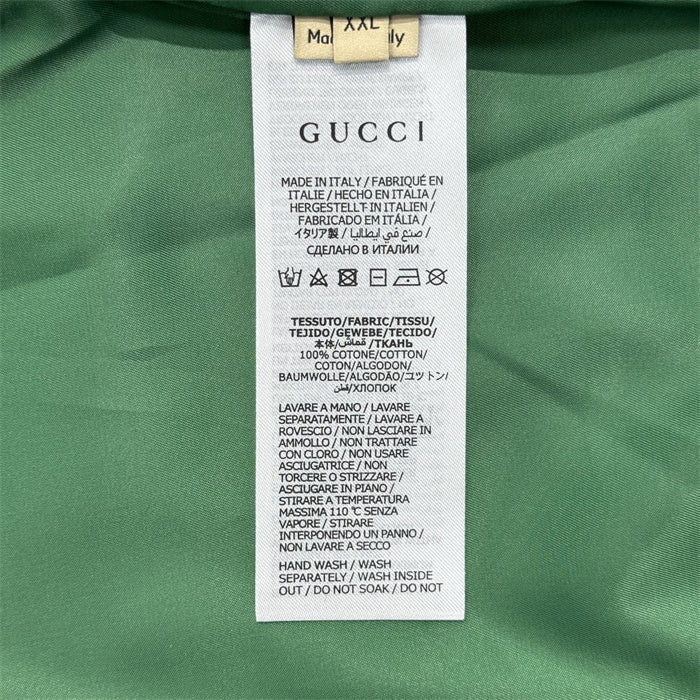 XXL
GUCCI
MADE IN ITALY / FABRIQUÉ EN
ITALIE / HECHO EN ITALIA /
HERGESTELLT-IN ITALIEN /
FABRICADO EM ITÁLIA /
イタリア製 / صنع في ايطاليا /
СДЕЛАНО В ИТАЛИИ
TESSUTO/FABRIC/TISSU/
TEJIDO/GEWEBE/TECIDO/
本体/قماش/ТКАНЬ
100% COTONE/COTTON/
COTON/ALGODON/
BAUMWOLLE/ALGODÃO/ユツトン/
قطن/ХЛОПОК
LAVARE A MANO / LAVARE
SEPARATAMENTE / LAVARE A
ROVESCIO / NON LASCIARE IN
AMMOLLO / NON TRATTARE
CON CLORO / NON USARE
ASCIUGATRICE / NON
TORCERE O STRIZZARE /
ASCIUGARE IN PIANO /
STIRARE A TEMPERATURA
MASSIMA 110 °C SENZA
VAPORE / STIRARE
INTERPONENDO UN PANNO /
NON LAVARE A SECCO
HAND WASH / WASH
SEPARATELY / WASH INSIDE
OUT / DO NOT SOAK / DO NOT